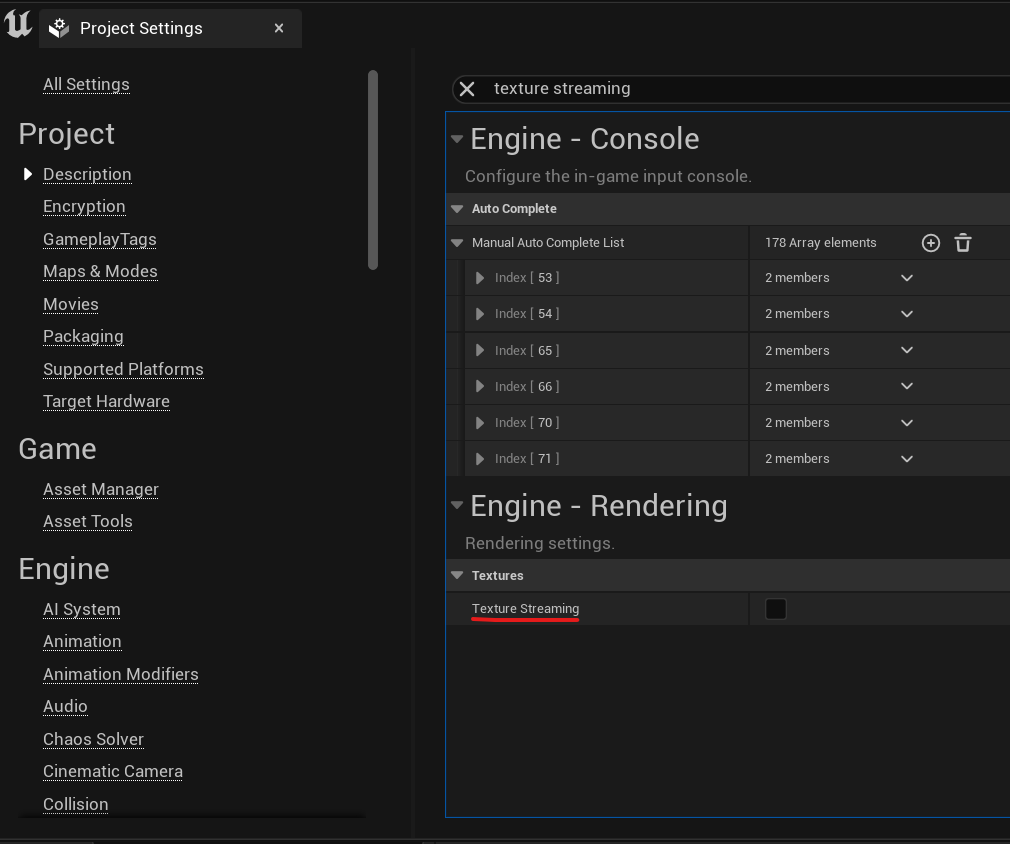 Project Settings
All Settings
Project
Description
Encryption
GameplayTags
Maps & Modes
Movies
Packaging
Supported Platforms
Target Hardware
Game
Asset Manager
Asset Tools
Engine
AI System
Animation
Animation Modifiers
Audio
Chaos Solver
Cinematic Camera
Collision
texture streaming
Engine - Console
Configure the in-game input console.
Auto Complete
Manual Auto Complete List 178 Array elements
Index [ 53 ] 2 members
Index [ 54 ] 2 members
Index [ 65 ] 2 members
Index [ 66 ] 2 members
Index [ 70 ] 2 members
Index [ 71 ] 2 members
Engine - Rendering
Rendering settings.
Textures
Texture Streaming